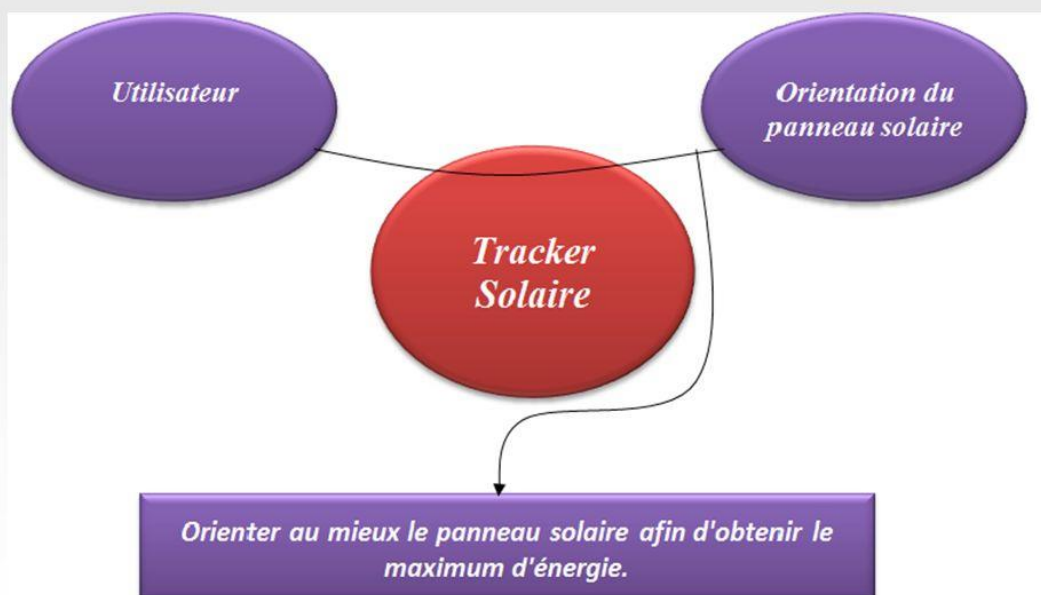 Utilisateur
Orientation du
panneau solaire
Tracker
Solaire
Orienter au mieux le panneau solaire afin d'obtenir le
maximum d'énergie.